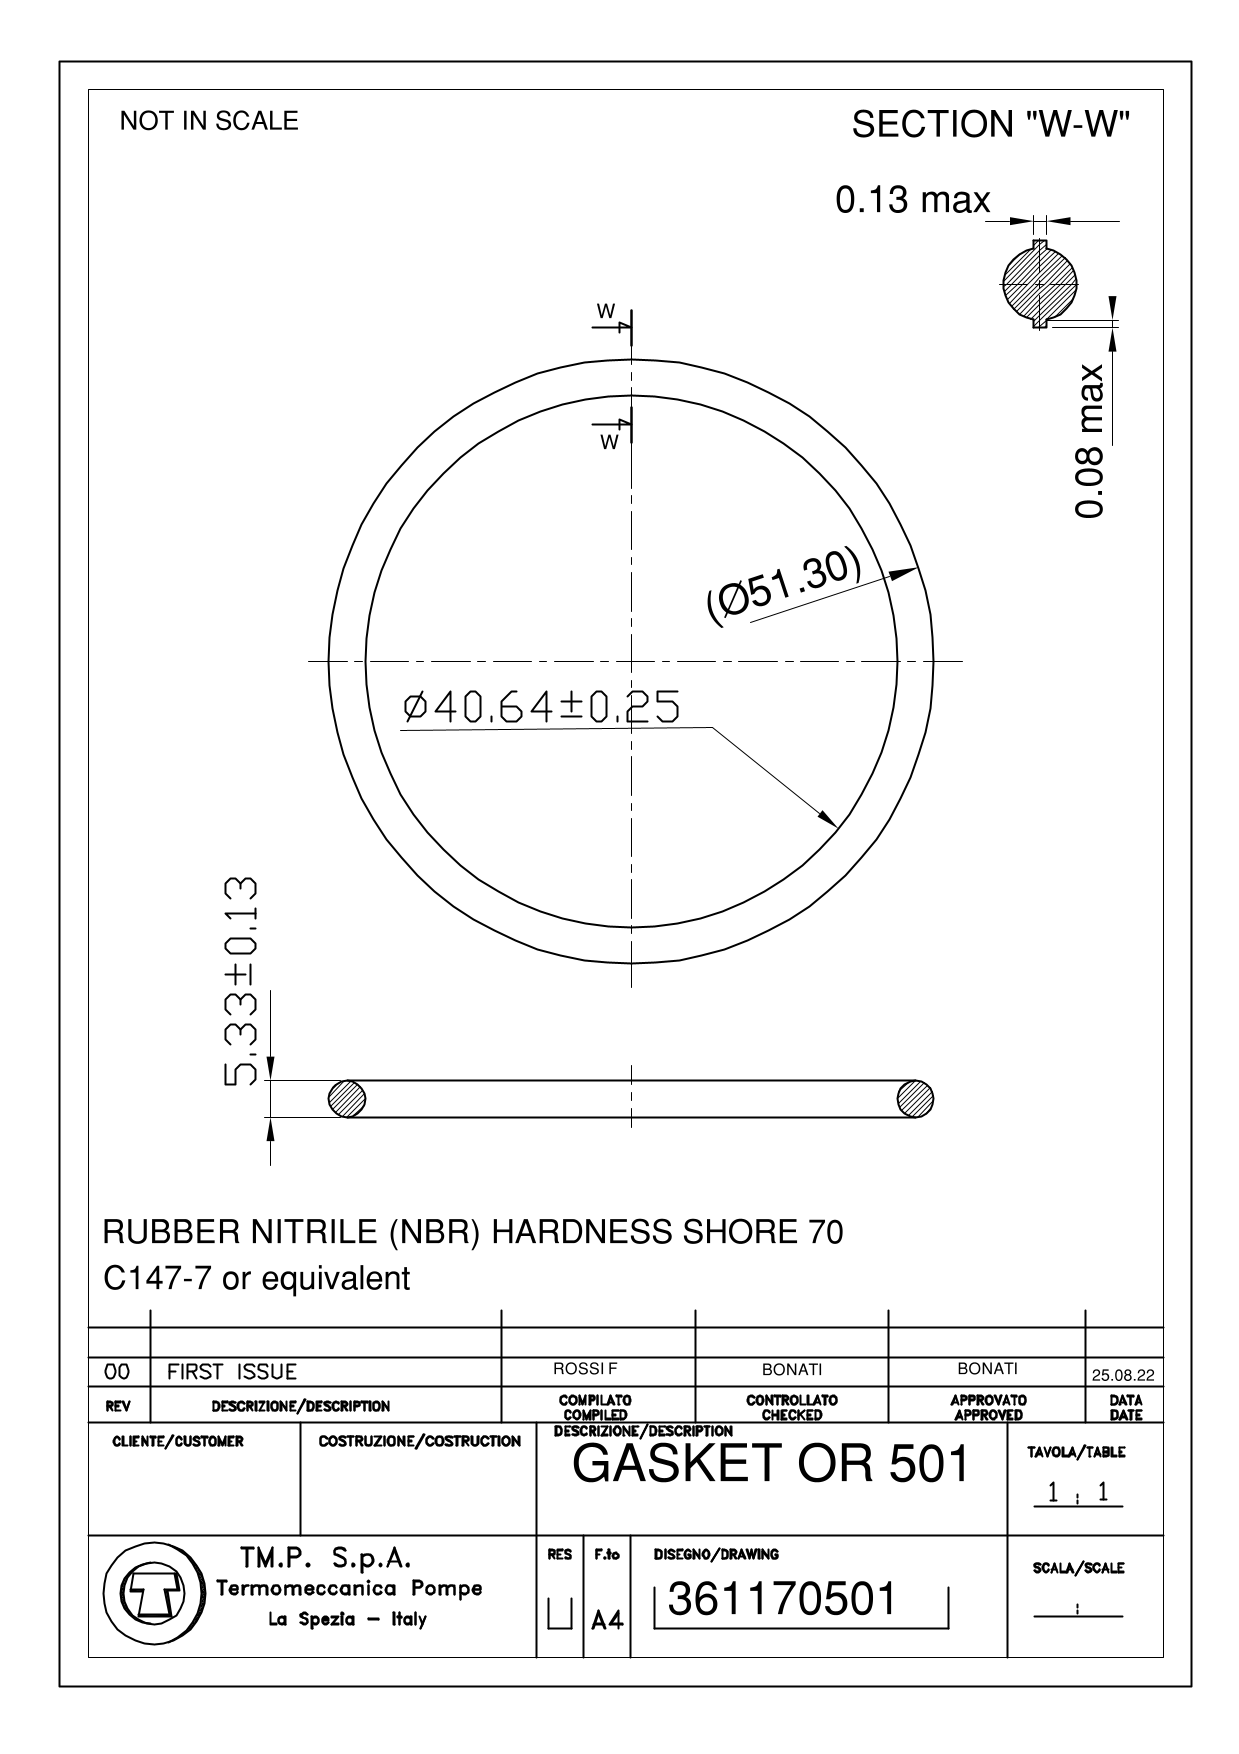 NOT IN SCALE
SECTION "W-W"
0.13 max
0.08 max
W
W
(Ø51.30)
Ø40.64±0.25
5.33±0.13
RUBBER NITRILE (NBR) HARDNESS SHORE 70
C147-7 or equivalent
00 FIRST ISSUE ROSSI F BONATI BONATI 25.08.22
REV DESCRIZIONE/DESCRIPTION COMPILATO CONTROLLATO APPROVATO DATA
COMPILED CHECKED APPROVED DATE
CLIENTE/CUSTOMER COSTRUZIONE/COSTRUCTION DESCRIZIONE/DESCRIPTION
GASKET OR 501
TAVOLA/TABLE
1 1
TM.P. S.p.A.
Termomeccanica Pompe
La Spezia – Italy
RES F.to DISEGNO/DRAWING
A4 361170501
SCALA/SCALE